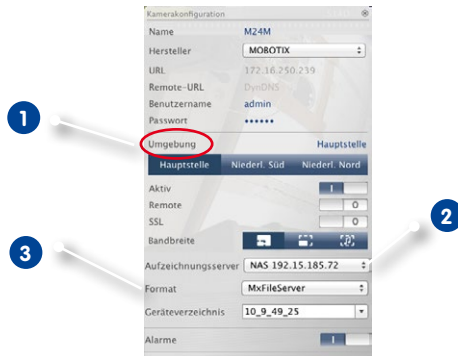 Kamerakonfiguration
Name M24M
Hersteller MOBOTIX
URL 172.16.250.239
Remote-URL DynDNS
Benutzername admin
Passwort ••••••
1
Umgebung Hauptstelle
Hauptstelle Niederl. Süd Niederl. Nord
Aktiv I
Remote O
SSL O
2
Bandbreite
3
Aufzeichnungsserver NAS 192.15.185.72
Format MxFileServer
Geräteverzeichnis 10_9_49_25
Alarme I